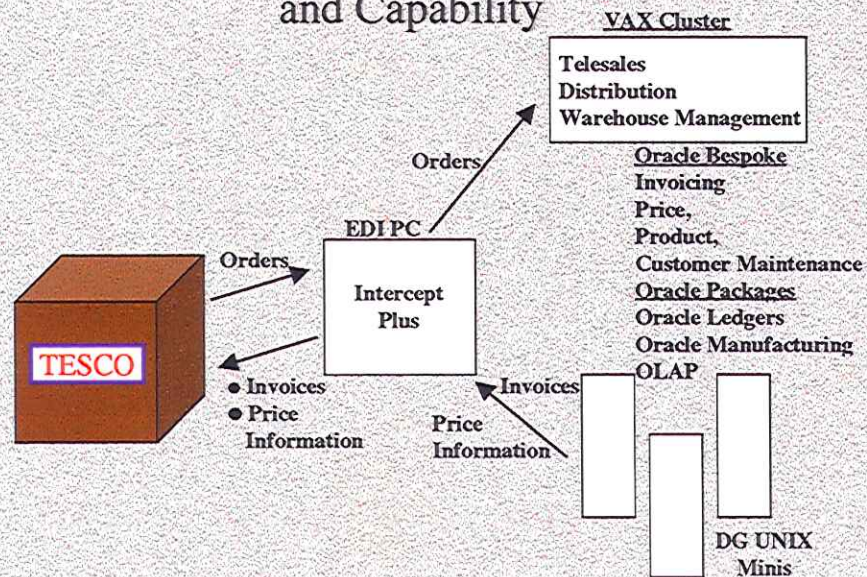 and Capability
VAX Cluster
Telesales
Distribution
Warehouse Management
Orders
Oracle Bespoke
Invoicing
Price,
Product,
Customer Maintenance
Oracle Packages
Oracle Ledgers
Oracle Manufacturing
OLAP
EDI PC
Orders
Intercept
Plus
TESCO
● Invoices
● Price
Information
Invoices
Price
Information
DG UNIX
Minis